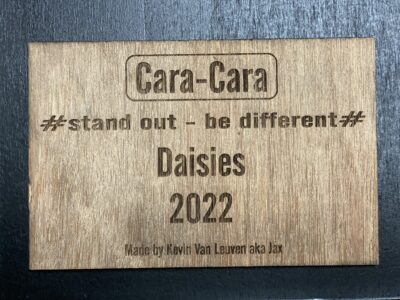 Cara-Cara
#stand out - be different#
Daisies
2022
Made by Kevin Van Leuven aka Jax